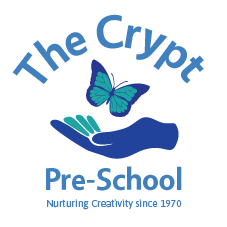 The Crypt
Pre-School
Nurturing Creativity since 1970